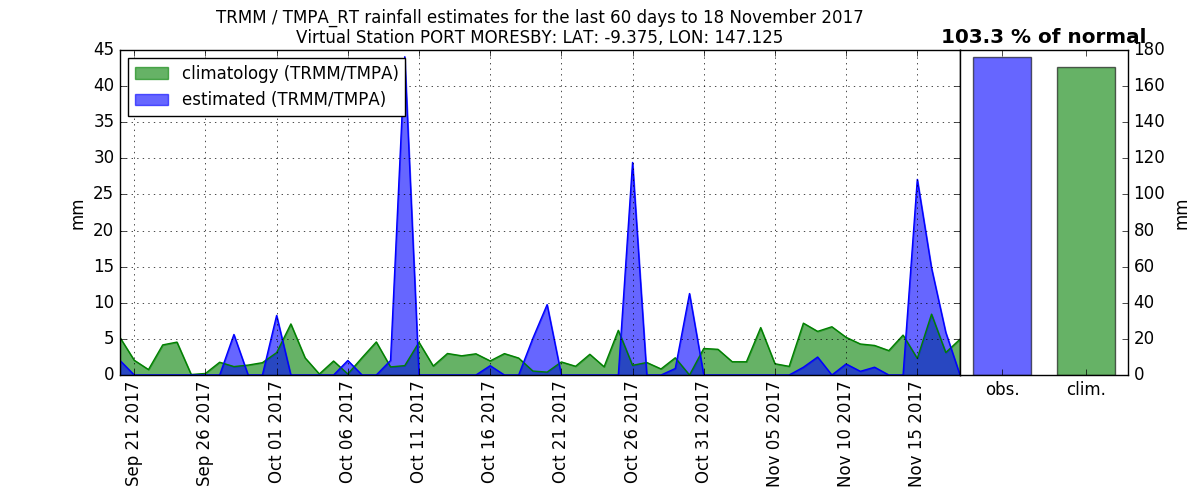 TRMM / TMPA_RT rainfall estimates for the last 60 days to 18 November 2017
Virtual Station PORT MORESBY: LAT: -9.375, LON: 147.125
103.3 % of normal
climatology (TRMM/TMPA)
estimated (TRMM/TMPA)
mm
45
40
35
30
25
20
15
10
5
0
Sep 21 2017
Sep 26 2017
Oct 01 2017
Oct 06 2017
Oct 11 2017
Oct 16 2017
Oct 21 2017
Oct 26 2017
Oct 31 2017
Nov 05 2017
Nov 10 2017
Nov 15 2017
obs.
clim.
180
160
140
120
100
80
60
40
20
0
mm